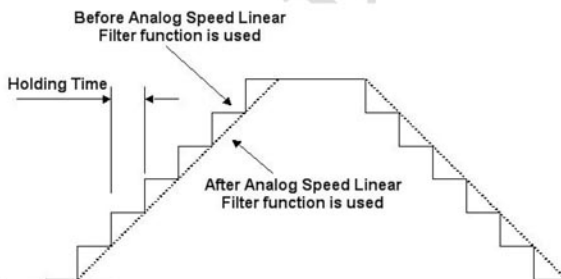 Before Analog Speed Linear
Filter function is used
Holding Time
After Analog Speed Linear
Filter function is used